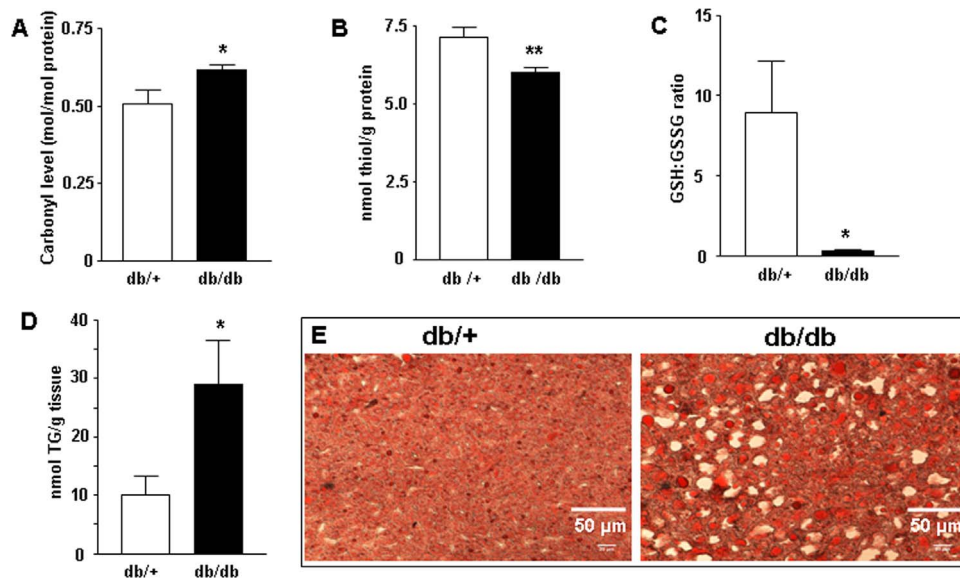 A
Carbonyl level (mol/mol protein)
0.75
0.50
0.25
0
*
db/+ db/db
B
nmol thiol/g protein
7.5
5.0
2.5
0
**
db /+ db /db
C
GSH:GSSG ratio
15
10
5
0
*
db/+ db/db
D
nmol TG/g tissue
40
30
20
10
0
*
db/+ db/db
E
db/+ db/db
50 µm 50 µm